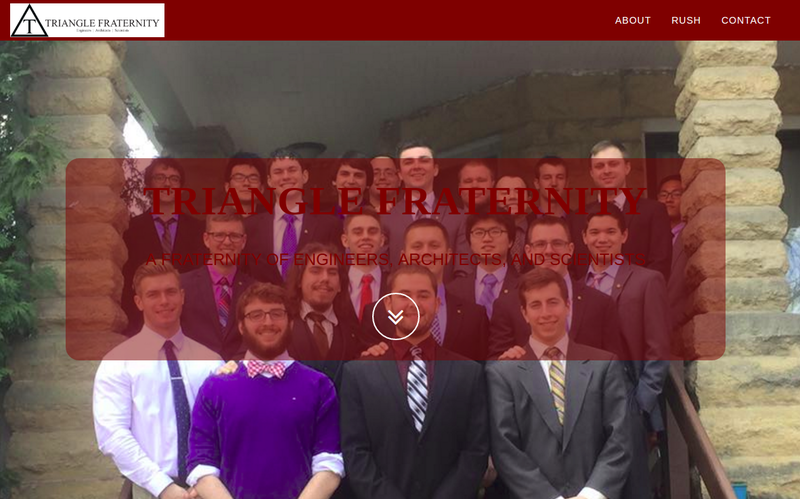 T TRIANGLE FRATERNITY
Engineers | Architects | Scientists
ABOUT RUSH CONTACT
TRIANGLE FRATERNITY
A FRATERNITY OF ENGINEERS, ARCHITECTS, AND SCIENTISTS